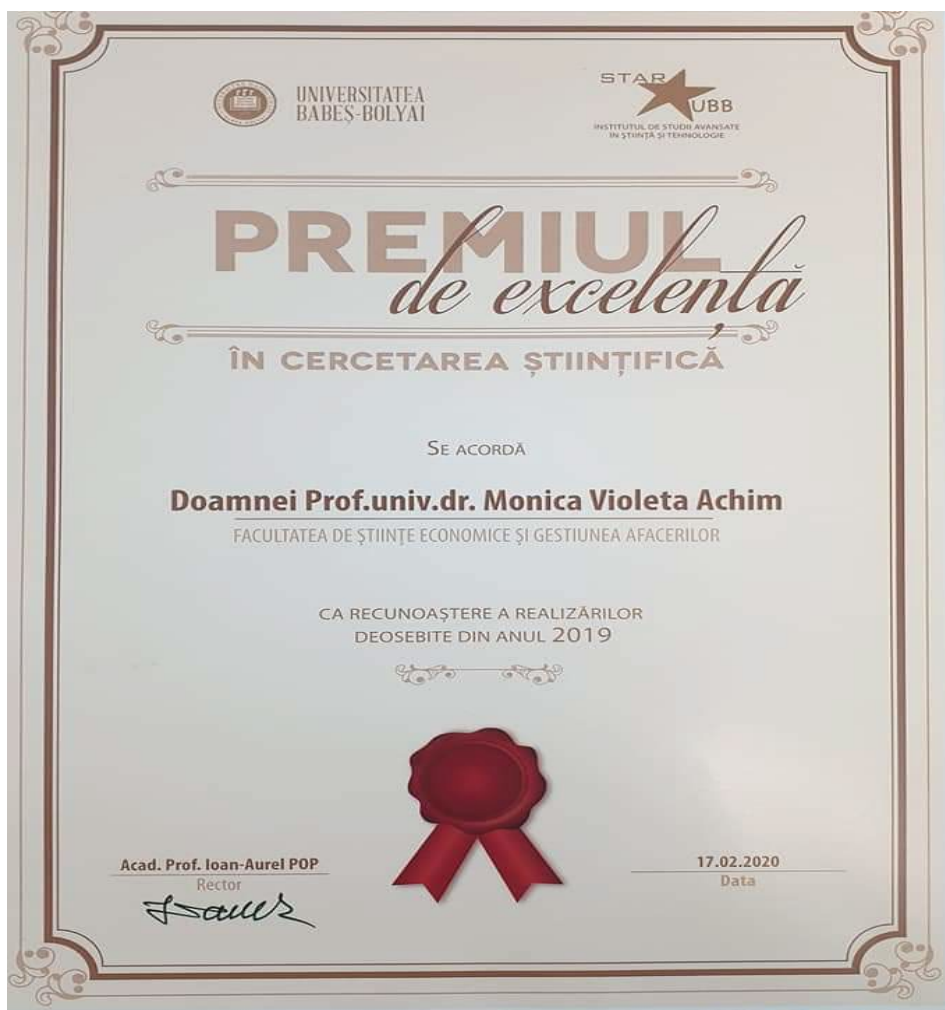 UNIVERSITATEA
BABEȘ-BOLYAI
STAR
UBB
INSTITUTUL DE STUDII AVANSATE
ÎN ȘTIINȚĂ ȘI TEHNOLOGIE
PREMIUL
de excelență
ÎN CERCETAREA ȘTIINȚIFICĂ
SE ACORDĂ
Doamnei Prof.univ.dr. Monica Violeta Achim
FACULTATEA DE ȘTIINȚE ECONOMICE ȘI GESTIUNEA AFACERILOR
CA RECUNOAȘTERE A REALIZĂRILOR
DEOSEBITE DIN ANUL 2019
Acad. Prof. Ioan-Aurel POP
Rector
17.02.2020
Data